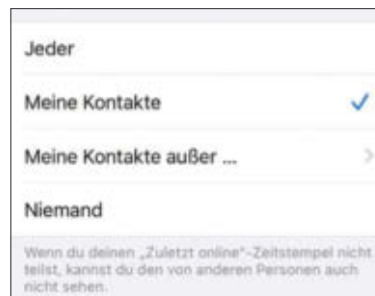 Jeder
Meine Kontakte
Meine Kontakte außer ...
Niemand
Wenn du deinen „Zuletzt online“-Zeitstempel nicht
teilst, kannst du den von anderen Personen auch
nicht sehen.